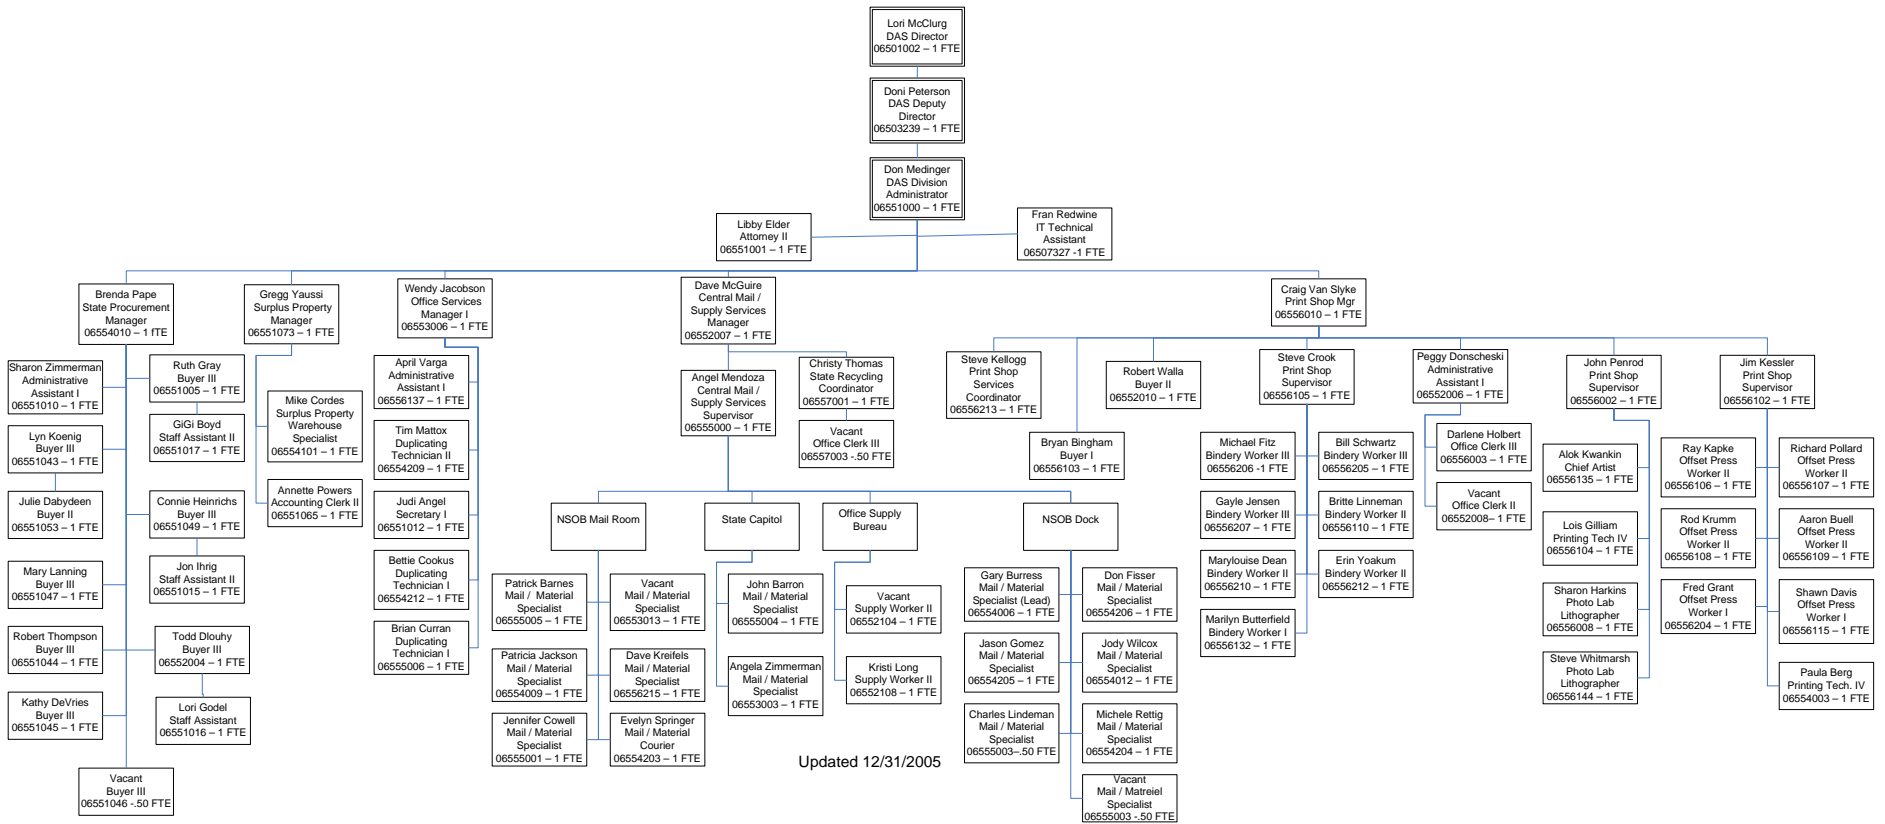 Lori McClurg
DAS Director
06501002 – 1 FTE
Doni Peterson
DAS Deputy
Director
06503239 – 1 FTE
Don Medinger
DAS Division
Administrator
06551000 – 1 FTE
Libby Elder
Attorney II
06551001 – 1 FTE
Fran Redwine
IT Technical
Assistant
06507327 -1 FTE
Brenda Pape
State Procurement
Manager
06554010 – 1 fTE
Gregg Yaussi
Surplus Property
Manager
06551073 – 1 FTE
Wendy Jacobson
Office Services
Manager I
06553006 – 1 FTE
Dave McGuire
Central Mail /
Supply Services
Manager
06552007 – 1 FTE
Craig Van Slyke
Print Shop Mgr
06556010 – 1 FTE
Sharon Zimmerman
Administrative
Assistant I
06551010 – 1 FTE
Ruth Gray
Buyer III
06551005 – 1 FTE
GiGi Boyd
Staff Assistant II
06551017 – 1 FTE
Lyn Koenig
Buyer III
06551043 – 1 FTE
Julie Dabydeen
Buyer II
06551053 – 1 FTE
Connie Heinrichs
Buyer III
06551049 – 1 FTE
Jon Ihrig
Staff Assistant II
06551015 – 1 FTE
Mary Lanning
Buyer III
06551047 – 1 FTE
Robert Thompson
Buyer III
06551044 – 1 FTE
Todd Dlouhy
Buyer III
06552004 – 1 FTE
Lori Godel
Staff Assistant
06551016 – 1 FTE
Kathy DeVries
Buyer III
06551045 – 1 FTE
Vacant
Buyer III
06551046 -.50 FTE
Mike Cordes
Surplus Property
Warehouse
Specialist
06554101 – 1 FTE
Annette Powers
Accounting Clerk II
06551065 – 1 FTE
April Varga
Administrative
Assistant I
06556137 – 1 FTE
Tim Mattox
Duplicating
Technician II
06554209 – 1 FTE
Judi Angel
Secretary I
06551012 – 1 FTE
Bettie Cookus
Duplicating
Technician I
06554212 – 1 FTE
Brian Curran
Duplicating
Technician I
06555006 – 1 FTE
Angel Mendoza
Central Mail /
Supply Services
Supervisor
06555000 – 1 FTE
Christy Thomas
State Recycling
Coordinator
06557001 – 1 FTE
Vacant
Office Clerk III
06557003 -.50 FTE
NSOB Mail Room
State Capitol
Office Supply
Bureau
NSOB Dock
Patrick Barnes
Mail / Material
Specialist
06555005 – 1 FTE
Vacant
Mail / Material
Specialist
06553013 – 1 FTE
Patricia Jackson
Mail / Material
Specialist
06554009 – 1 FTE
Dave Kreifels
Mail / Material
Specialist
06556215 – 1 FTE
Jennifer Cowell
Mail / Material
Specialist
06555001 – 1 FTE
Evelyn Springer
Mail / Material
Courier
06554203 – 1 FTE
John Barron
Mail / Material
Specialist
06555004 – 1 FTE
Angela Zimmerman
Mail / Material
Specialist
06553003 – 1 FTE
Vacant
Supply Worker II
06552104 – 1 FTE
Kristi Long
Supply Worker II
06552108 – 1 FTE
Gary Burress
Mail / Material
Specialist (Lead)
06554006 – 1 FTE
Don Fisser
Mail / Material
Specialist
06554206 – 1 FTE
Jason Gomez
Mail / Material
Specialist
06554205 – 1 FTE
Jody Wilcox
Mail / Material
Specialist
06554012 – 1 FTE
Charles Lindeman
Mail / Material
Specialist
06555003–.50 FTE
Michele Rettig
Mail / Material
Specialist
06554204 – 1 FTE
Vacant
Mail / Matreiel
Specialist
06555003 -.50 FTE
Steve Kellogg
Print Shop
Services
Coordinator
06556213 – 1 FTE
Bryan Bingham
Buyer I
06556103 – 1 FTE
Robert Walla
Buyer II
06552010 – 1 FTE
Steve Crook
Print Shop
Supervisor
06556105 – 1 FTE
Peggy Donscheski
Administrative
Assistant I
06552006 – 1 FTE
John Penrod
Print Shop
Supervisor
06556002 – 1 FTE
Jim Kessler
Print Shop
Supervisor
06556102 – 1 FTE
Michael Fitz
Bindery Worker III
06556206 -1 FTE
Bill Schwartz
Bindery Worker III
06556205 – 1 FTE
Gayle Jensen
Bindery Worker III
06556207 – 1 FTE
Britte Linneman
Bindery Worker II
06556110 – 1 FTE
Marylouise Dean
Bindery Worker II
06556210 – 1 FTE
Erin Yoakum
Bindery Worker II
06556212 – 1 FTE
Marilyn Butterfield
Bindery Worker I
06556132 – 1 FTE
Darlene Holbert
Office Clerk III
06556003 – 1 FTE
Vacant
Office Clerk II
06552008– 1 FTE
Alok Kwankin
Chief Artist
06556135 – 1 FTE
Lois Gilliam
Printing Tech IV
06556104 – 1 FTE
Sharon Harkins
Photo Lab
Lithographer
06556008 – 1 FTE
Steve Whitmarsh
Photo Lab
Lithographer
06556144 – 1 FTE
Ray Kapke
Offset Press
Worker II
06556106 – 1 FTE
Richard Pollard
Offset Press
Worker II
06556107 – 1 FTE
Rod Krumm
Offset Press
Worker II
06556108 – 1 FTE
Aaron Buell
Offset Press
Worker II
06556109 – 1 FTE
Fred Grant
Offset Press
Worker I
06556204 – 1 FTE
Shawn Davis
Offset Press
Worker I
06556115 – 1 FTE
Paula Berg
Printing Tech. IV
06554003 – 1 FTE
Updated 12/31/2005